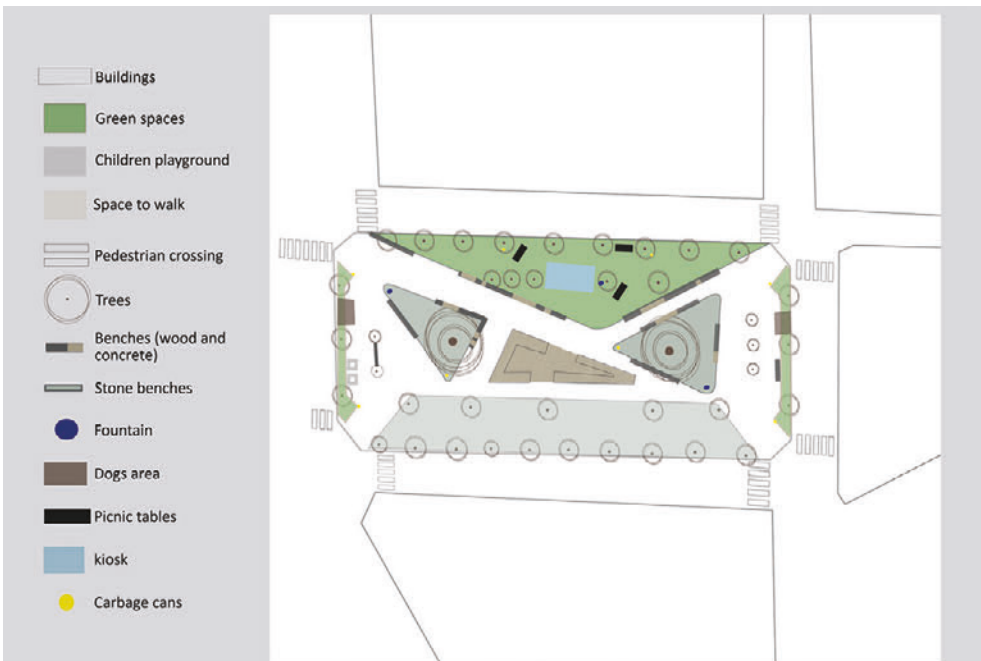 Buildings
Green spaces
Children playground
Space to walk
Pedestrian crossing
Trees
Benches (wood and
concrete)
Stone benches
Fountain
Dogs area
Picnic tables
kiosk
Carbage cans